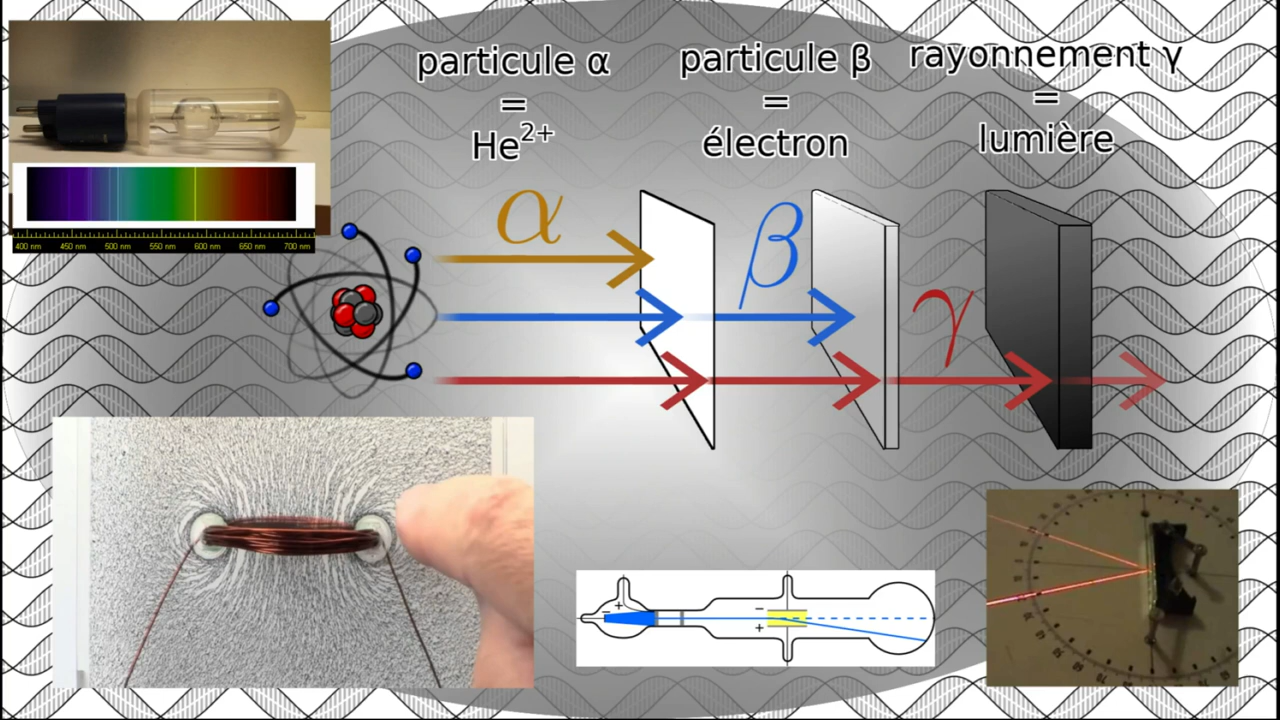 particule α
=
He²⁺
particule β
=
électron
rayonnement γ
=
lumière
α
β
γ
400 nm 450 nm 500 nm 550 nm 600 nm 650 nm 700 nm
− +
−
+